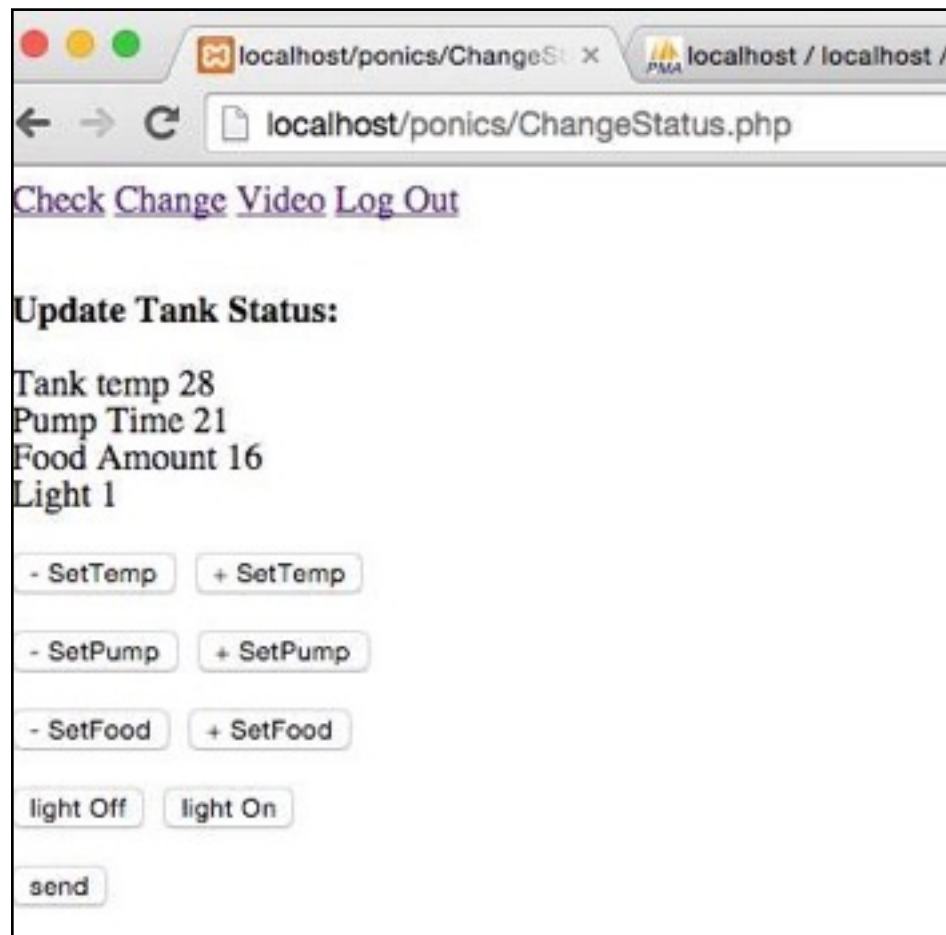 localhost/ponics/ChangeSt × localhost / localhost /
localhost/ponics/ChangeStatus.php
Check Change Video Log Out
Update Tank Status:
Tank temp 28
Pump Time 21
Food Amount 16
Light 1
- SetTemp + SetTemp
- SetPump + SetPump
- SetFood + SetFood
light Off light On
send